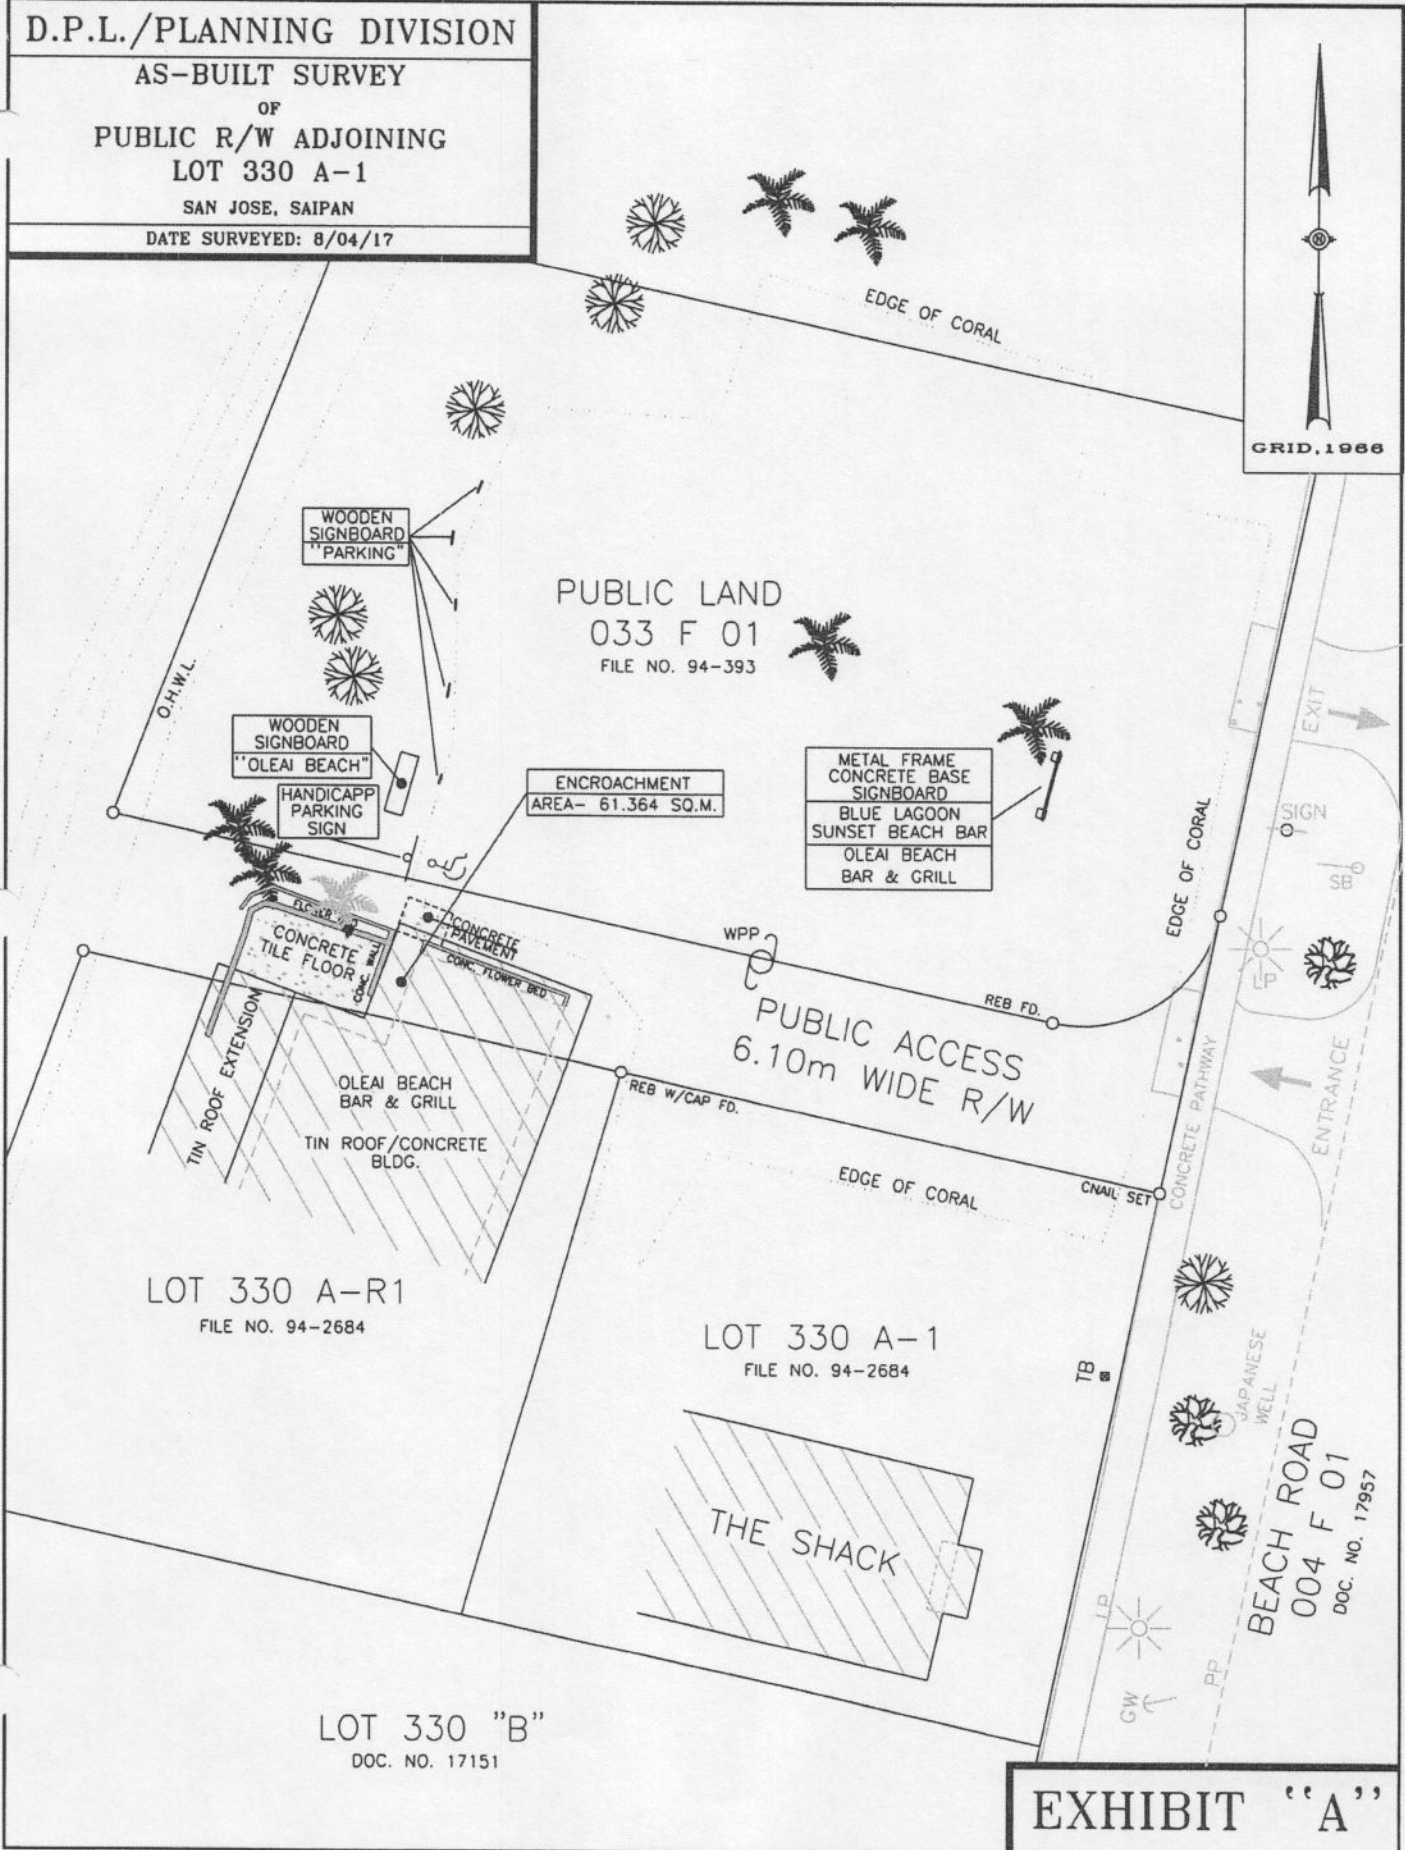 D.P.L./PLANNING DIVISION
AS-BUILT SURVEY
OF
PUBLIC R/W ADJOINING
LOT 330 A-1
SAN JOSE, SAIPAN
DATE SURVEYED: 8/04/17
GRID,1966
EDGE OF CORAL
WOODEN
SIGNBOARD
"PARKING"
PUBLIC LAND
033 F 01
FILE NO. 94-393
O.H.W.L.
WOODEN
SIGNBOARD
"OLEAI BEACH"
HANDICAPP
PARKING
SIGN
ENCROACHMENT
AREA- 61.364 SQ.M.
METAL FRAME
CONCRETE BASE
SIGNBOARD
BLUE LAGOON
SUNSET BEACH BAR
OLEAI BEACH
BAR & GRILL
EDGE OF CORAL
EXIT
SIGN
SB
LP
ENTRANCE
CONCRETE PATHWAY
CONCRETE
TILE FLOOR
CONC. WALL
CONCRETE
PAVEMENT
CONC. FLOWER BED
WPP
REB FD.
PUBLIC ACCESS
6.10m WIDE R/W
TIN ROOF EXTENSION
OLEAI BEACH
BAR & GRILL
TIN ROOF/CONCRETE
BLDG.
REB W/CAP FD.
EDGE OF CORAL
CNAIL SET
LOT 330 A-R1
FILE NO. 94-2684
LOT 330 A-1
FILE NO. 94-2684
TB
JAPANESE
WELL
THE SHACK
BEACH ROAD
004 F 01
DOC. NO. 17957
LP
PP
GW
LOT 330 "B"
DOC. NO. 17151
EXHIBIT "A"